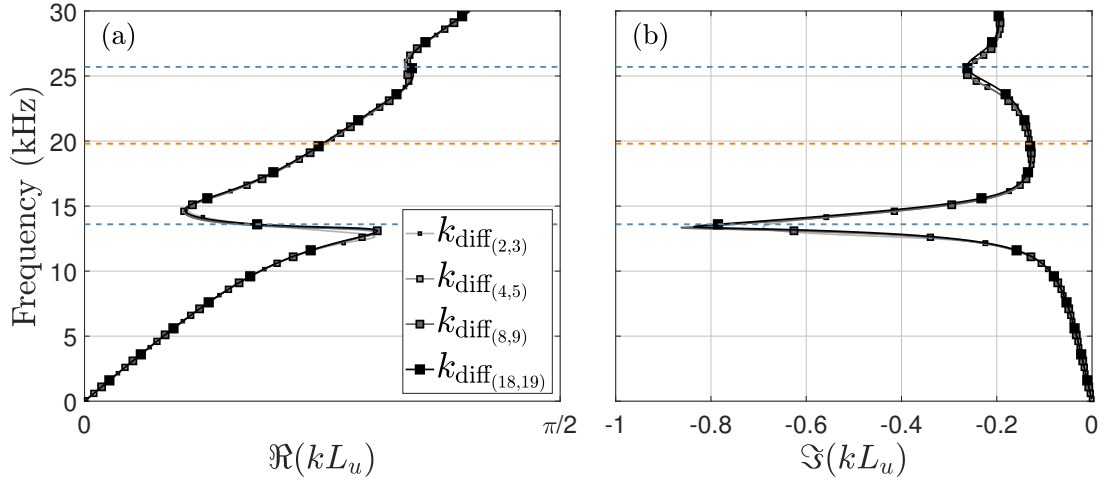 (a)
(b)
Frequency (kHz)
30
25
20
15
10
5
0
k_diff(2,3)
k_diff(4,5)
k_diff(8,9)
k_diff(18,19)
0
π/2
ℜ(kL_u)
-1
-0.8
-0.6
-0.4
-0.2
0
ℑ(kL_u)